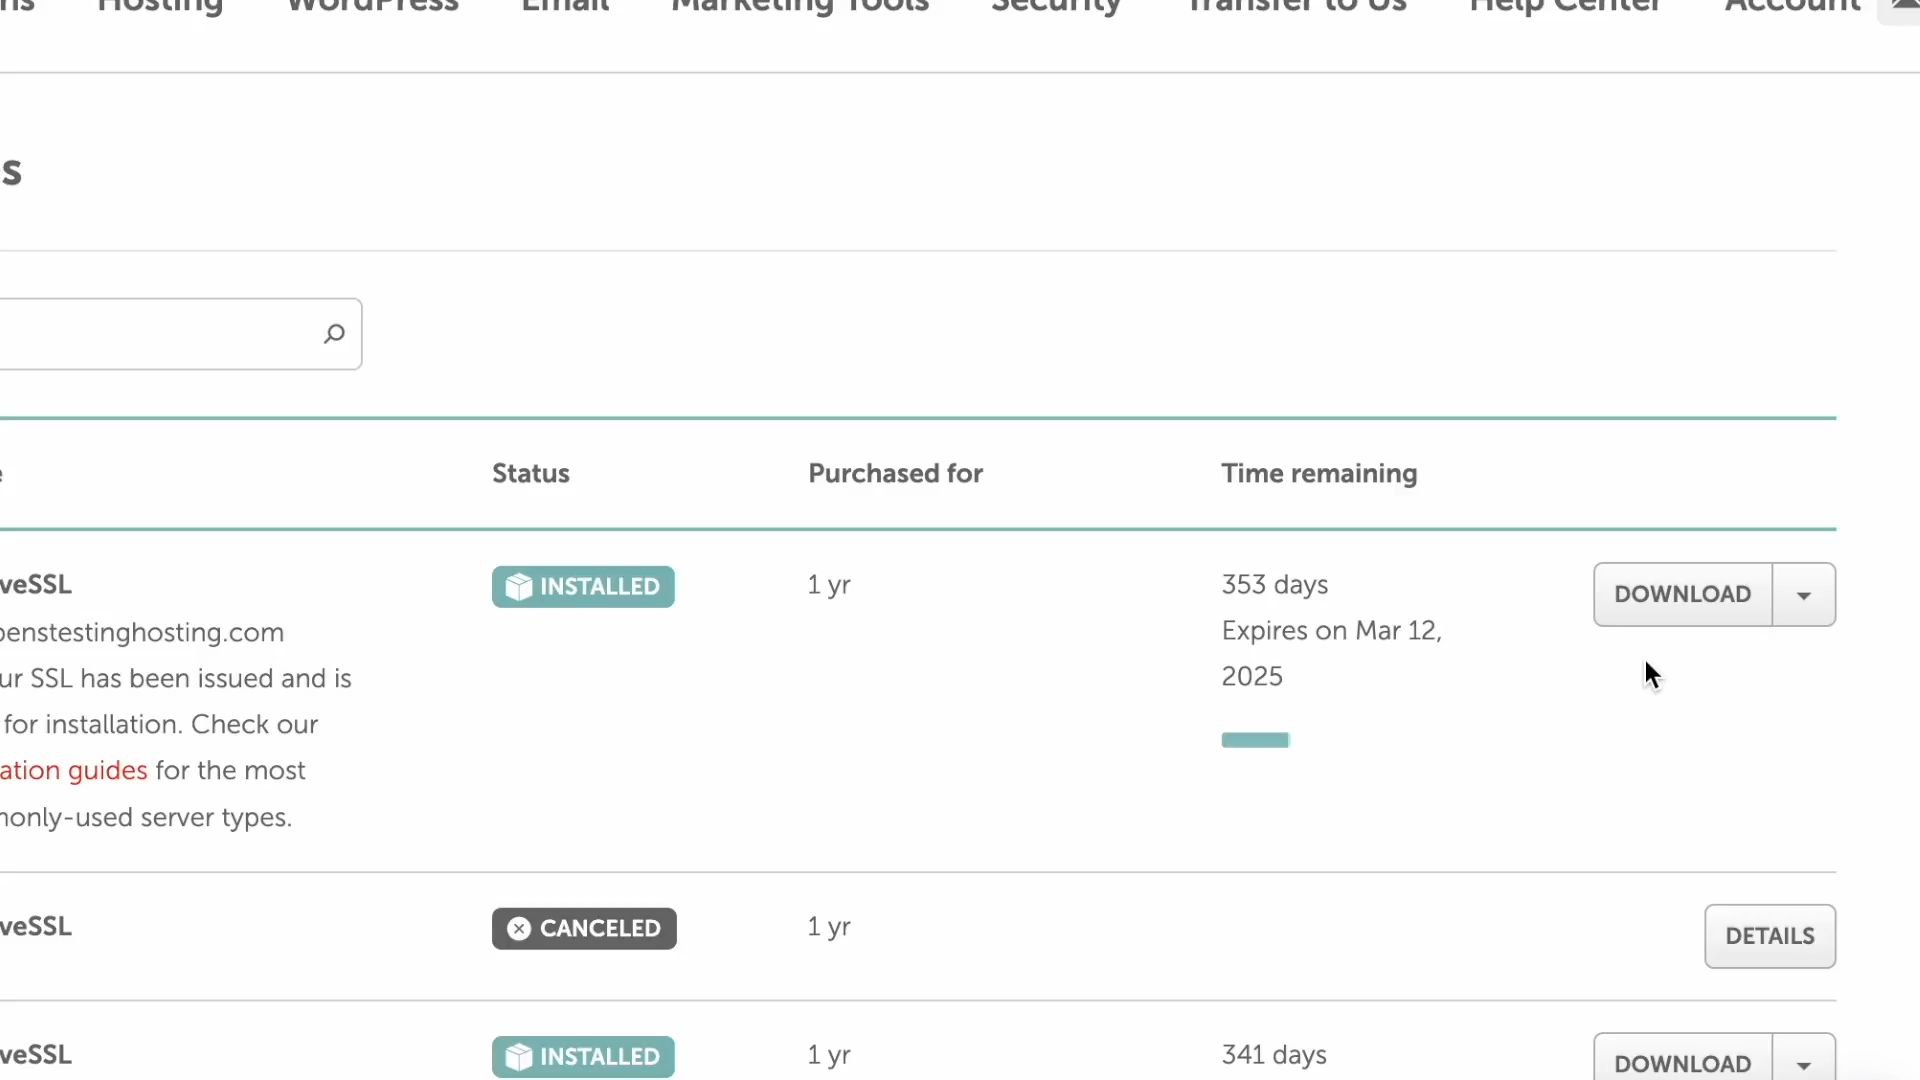 Hosting WordPress Email Marketing Tools Security Transfer to Us Help Center Account
s
Status Purchased for Time remaining
veSSL INSTALLED 1 yr 353 days DOWNLOAD
penstestinghosting.com Expires on Mar 12,
ur SSL has been issued and is 2025
for installation. Check our
ation guides for the most
monly-used server types.
veSSL CANCELED 1 yr DETAILS
veSSL INSTALLED 1 yr 341 days DOWNLOAD